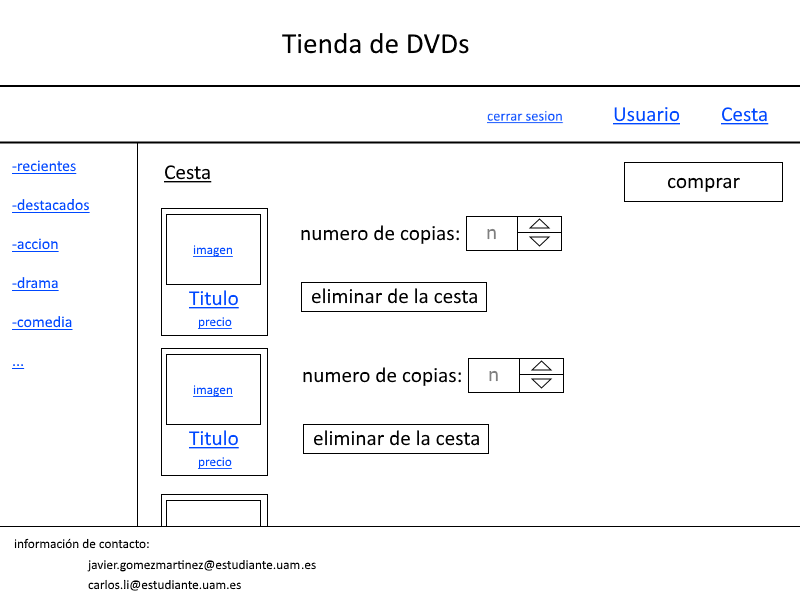 Tienda de DVDs
cerrar sesion
Usuario
Cesta
-recientes
-destacados
-accion
-drama
-comedia
...
Cesta
comprar
imagen
Titulo
precio
numero de copias:
n
eliminar de la cesta
imagen
Titulo
precio
numero de copias:
n
eliminar de la cesta
información de contacto:
javier.gomezmartinez@estudiante.uam.es
carlos.li@estudiante.uam.es